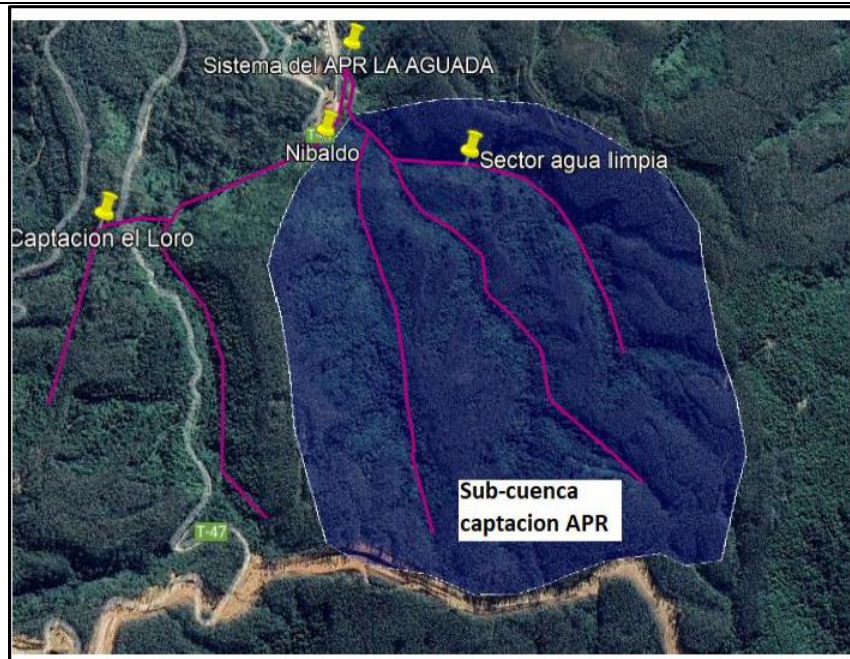 Sistema del APR LA AGUADA
Nibaldo
Sector agua limpia
Captacion el Loro
Sub-cuenca
captacion APR
T-47